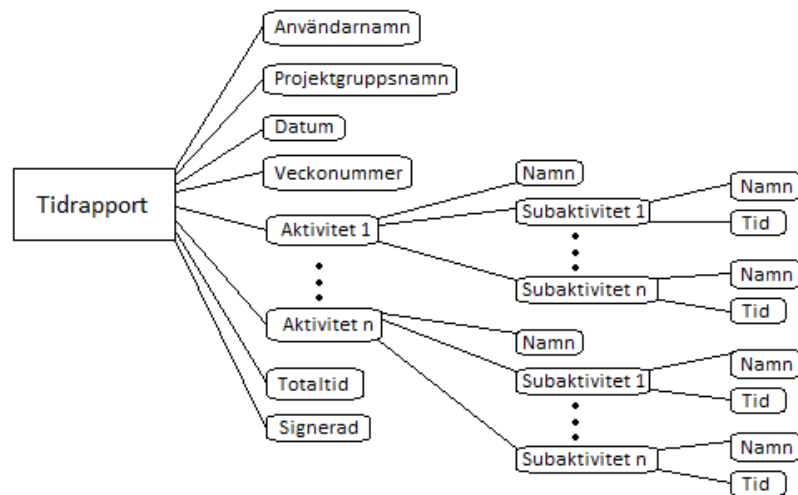 Användarnamn
Projektgruppsnamn
Datum
Veckonummer
Tidrapport
Aktivitet 1
Aktivitet n
Totaltid
Signerad
Namn
Subaktivitet 1
Namn
Tid
Subaktivitet n
Namn
Tid
Namn
Subaktivitet 1
Namn
Tid
Subaktivitet n
Namn
Tid